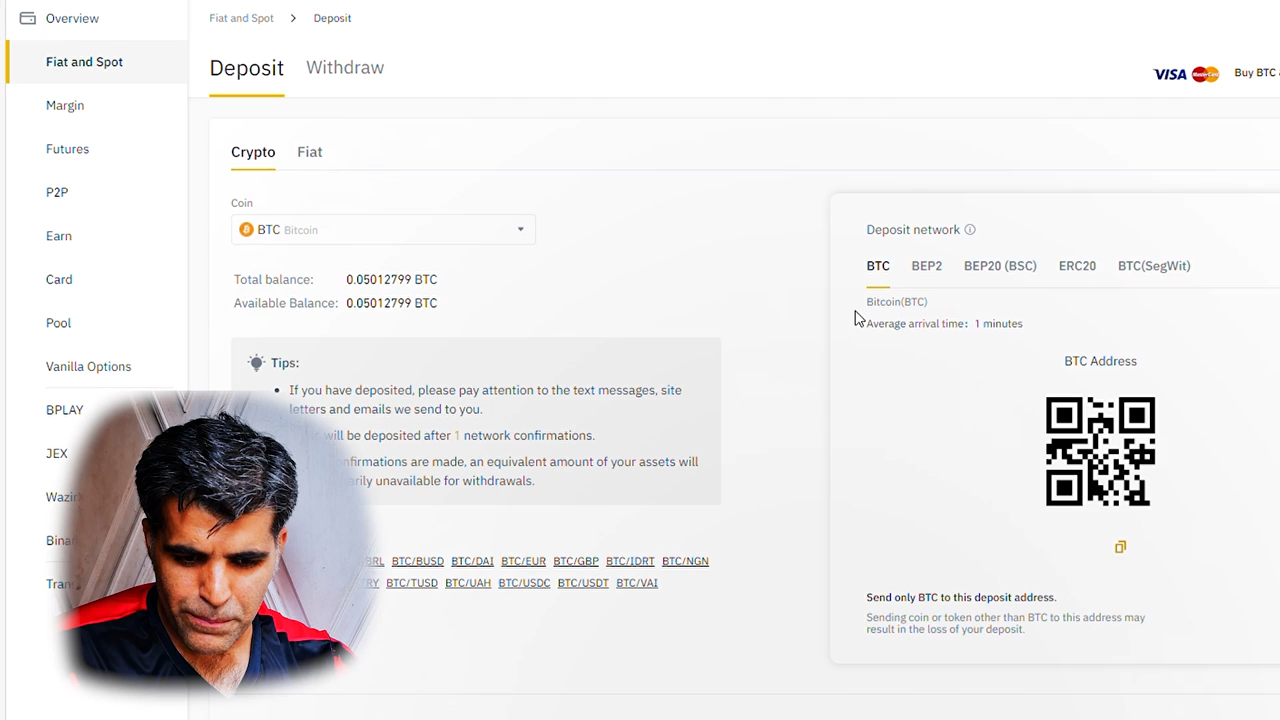 Overview
Fiat and Spot
Margin
Futures
P2P
Earn
Card
Pool
Vanilla Options
BPLAY
JEX
Fiat and Spot > Deposit
Deposit Withdraw
VISA MasterCard Buy BTC
Crypto Fiat
Coin
BTC Bitcoin
Total balance: 0.05012799 BTC
Available Balance: 0.05012799 BTC
Tips:
• If you have deposited, please pay attention to the text messages, site
letters and emails we send to you.
will be deposited after 1 network confirmations.
are made, an equivalent amount of your assets will
unavailable for withdrawals.
BTC/BUSD BTC/DAI BTC/EUR BTC/GBP BTC/IDRT BTC/NGN
BTC/TUSD BTC/UAH BTC/USDC BTC/USDT BTC/VAI
Deposit network
BTC BEP2 BEP20 (BSC) ERC20 BTC(SegWit)
Bitcoin(BTC)
Average arrival time: 1 minutes
BTC Address
Send only BTC to this deposit address.
Sending coin or token other than BTC to this address may
result in the loss of your deposit.